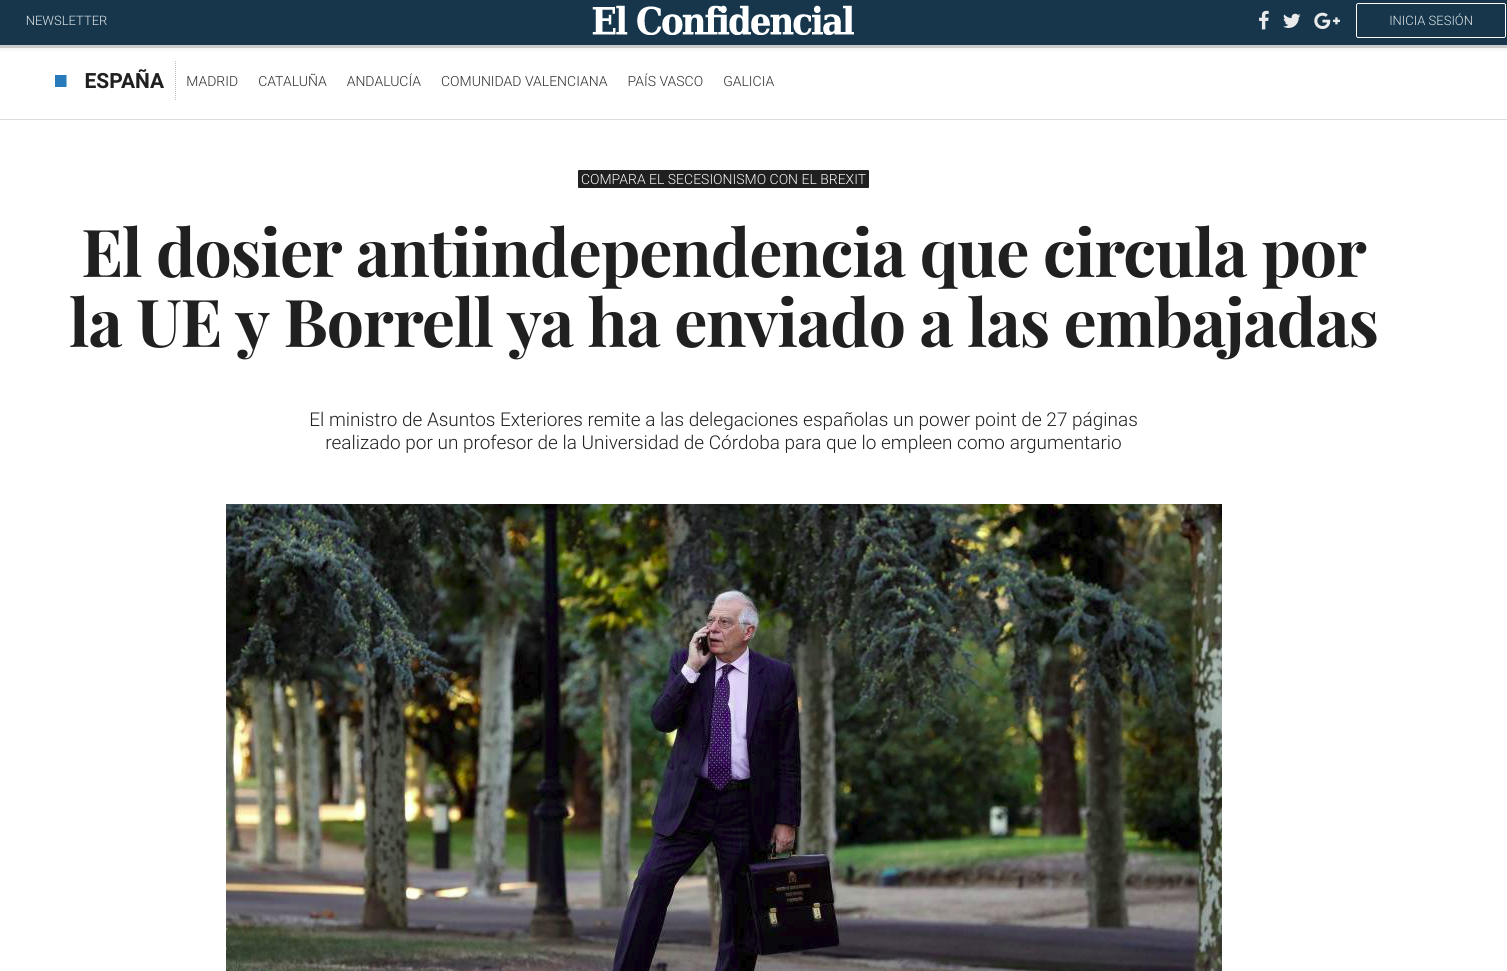 NEWSLETTER
El Confidencial
INICIA SESIÓN
ESPAÑA
MADRID CATALUÑA ANDALUCÍA COMUNIDAD VALENCIANA PAÍS VASCO GALICIA
COMPARA EL SECESIONISMO CON EL BREXIT
El dosier antiindependencia que circula por
la UE y Borrell ya ha enviado a las embajadas
El ministro de Asuntos Exteriores remite a las delegaciones españolas un power point de 27 páginas
realizado por un profesor de la Universidad de Córdoba para que lo empleen como argumentario